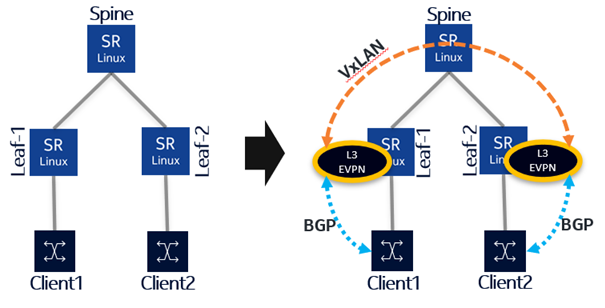 Spine
SR
Linux
Leaf-1
SR
Linux
Leaf-2
SR
Linux
Client1
Client2
Spine
SR
Linux
VxLAN
Leaf-1
SR
Linux
L3
EVPN
Leaf-2
SR
L3
EVPN
BGP
BGP
Client1
Client2